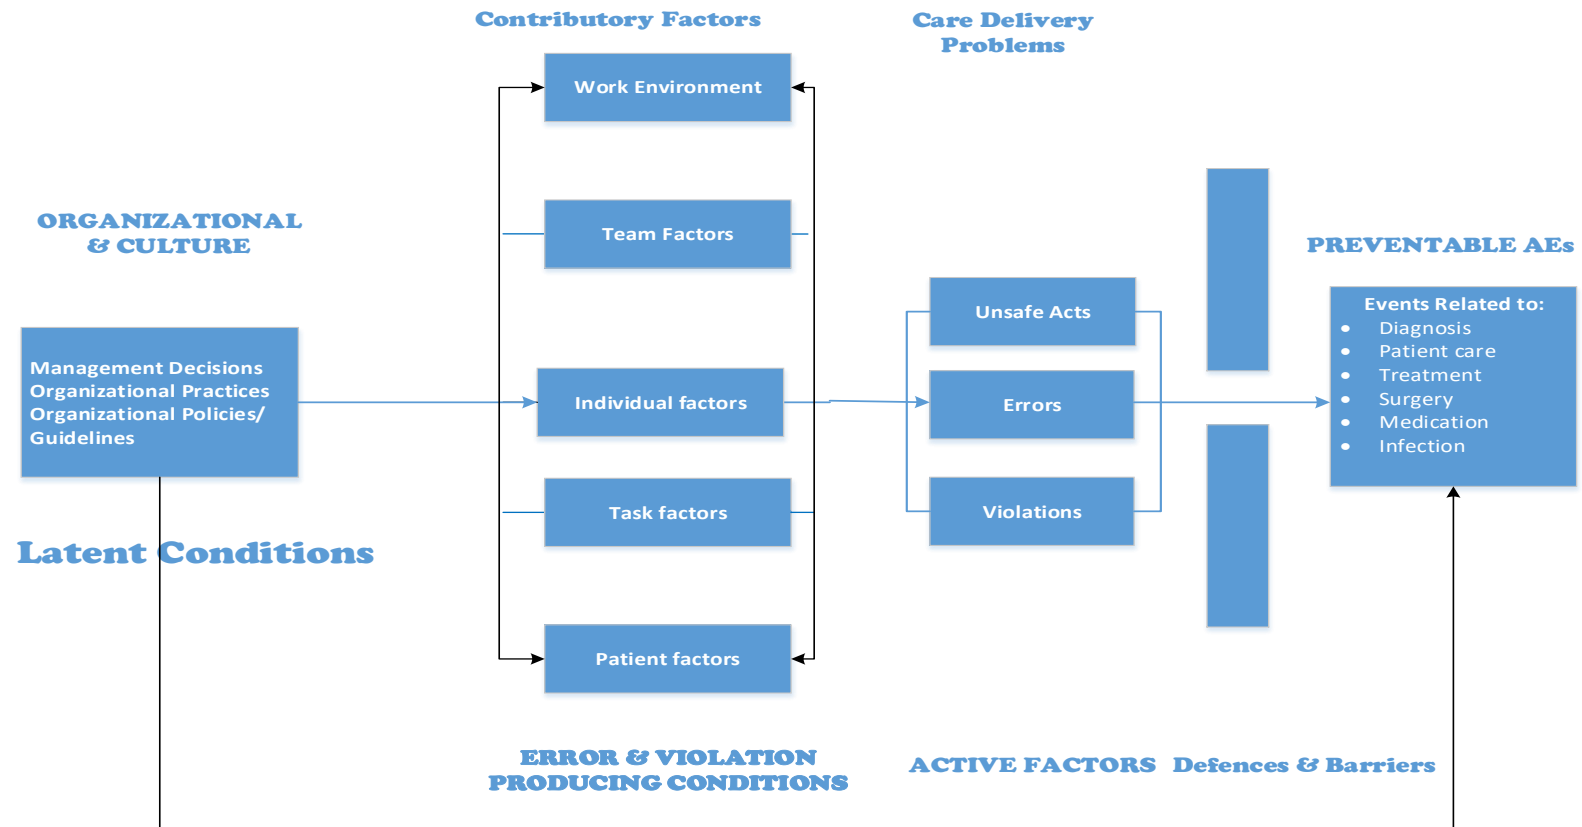 Contributory Factors
Care Delivery
Problems
Work Environment
ORGANIZATIONAL
& CULTURE
Team Factors
PREVENTABLE AEs
Management Decisions
Organizational Practices
Organizational Policies/
Guidelines
Individual factors
Unsafe Acts
Errors
Violations
Events Related to:
• Diagnosis
• Patient care
• Treatment
• Surgery
• Medication
• Infection
Task factors
Latent Conditions
Patient factors
ERROR & VIOLATION
PRODUCING CONDITIONS
ACTIVE FACTORS
Defences & Barriers